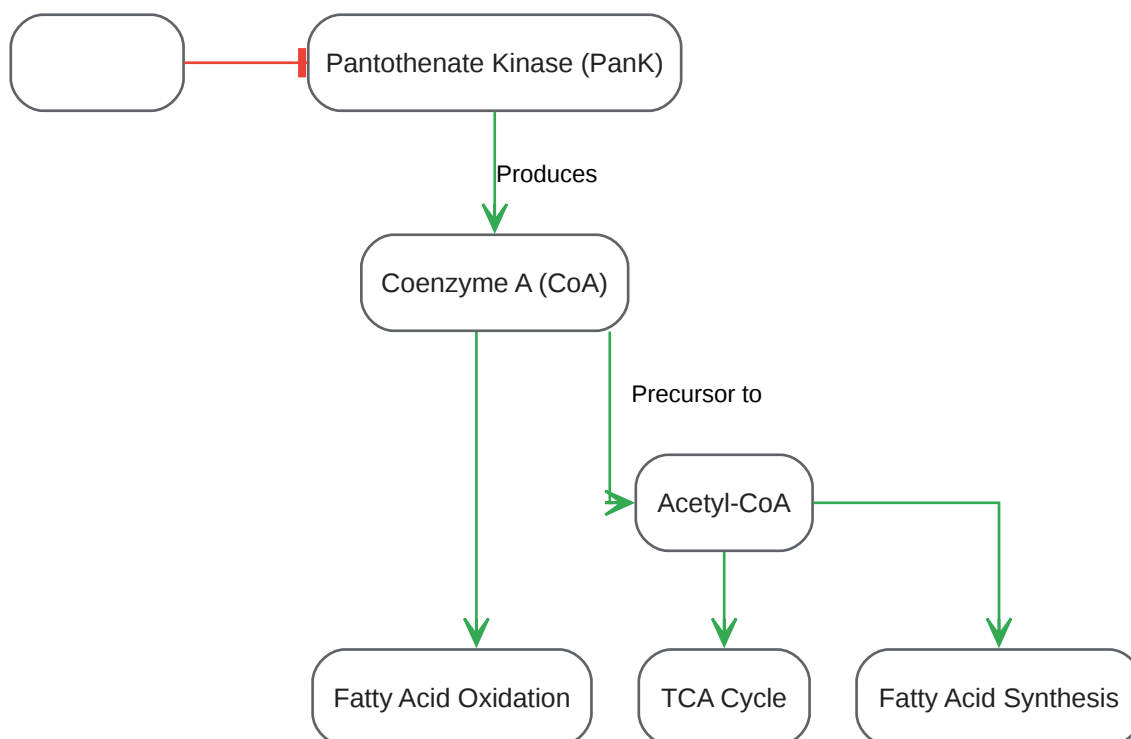 Pantothenate Kinase (PanK)
Produces
Coenzyme A (CoA)
Precursor to
Acetyl-CoA
Fatty Acid Oxidation
TCA Cycle
Fatty Acid Synthesis